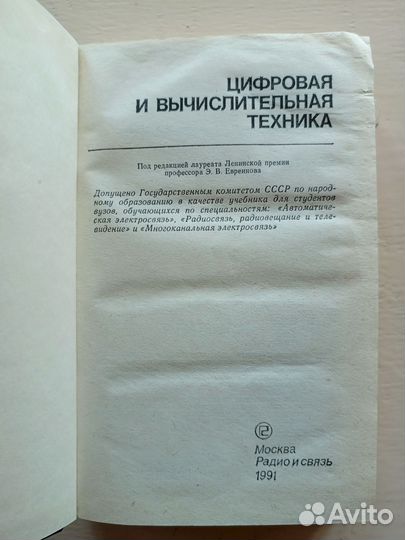 ЦИФРОВАЯ
И ВЫЧИСЛИТЕЛЬНАЯ
ТЕХНИКА
Под редакцией лауреата Ленинской премии
профессора Э. В. Евреинова
Допущено Государственным комитетом СССР по народ-
ному образованию в качестве учебника для студентов
вузов, обучающихся по специальностям: «Автоматиче-
ская электросвязь», «Радиосвязь, радиовещание и теле-
видение» и «Многоканальная электросвязь»
Москва
Радио и связь
1991
Avito